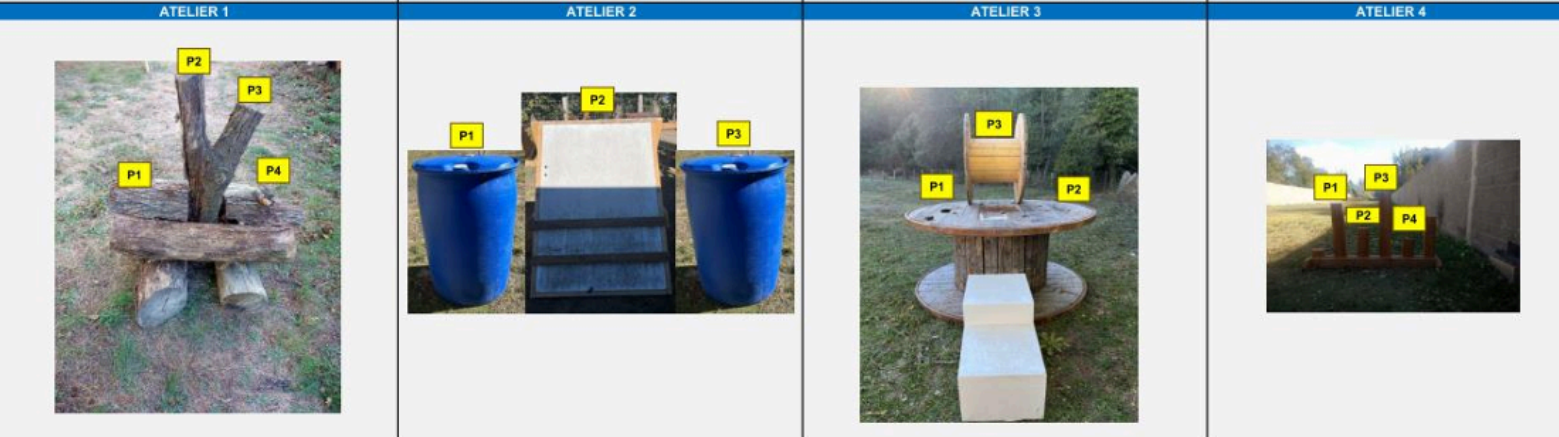 ATELIER 1
P2
P3
P1
P4
ATELIER 2
P2
P1
P3
ATELIER 3
P3
P1
P2
ATELIER 4
P3
P1
P2
P4